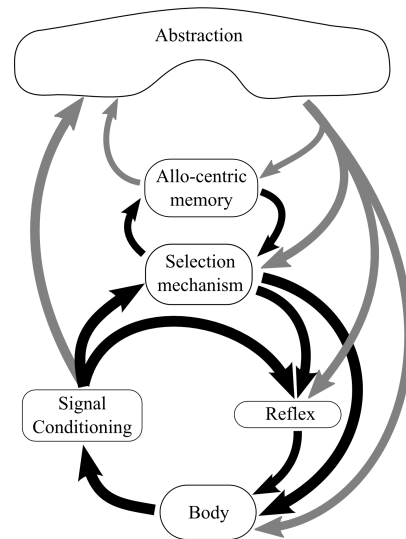 Abstraction
Allo-centric
memory
Selection
mechanism
Signal
Conditioning
Reflex
Body